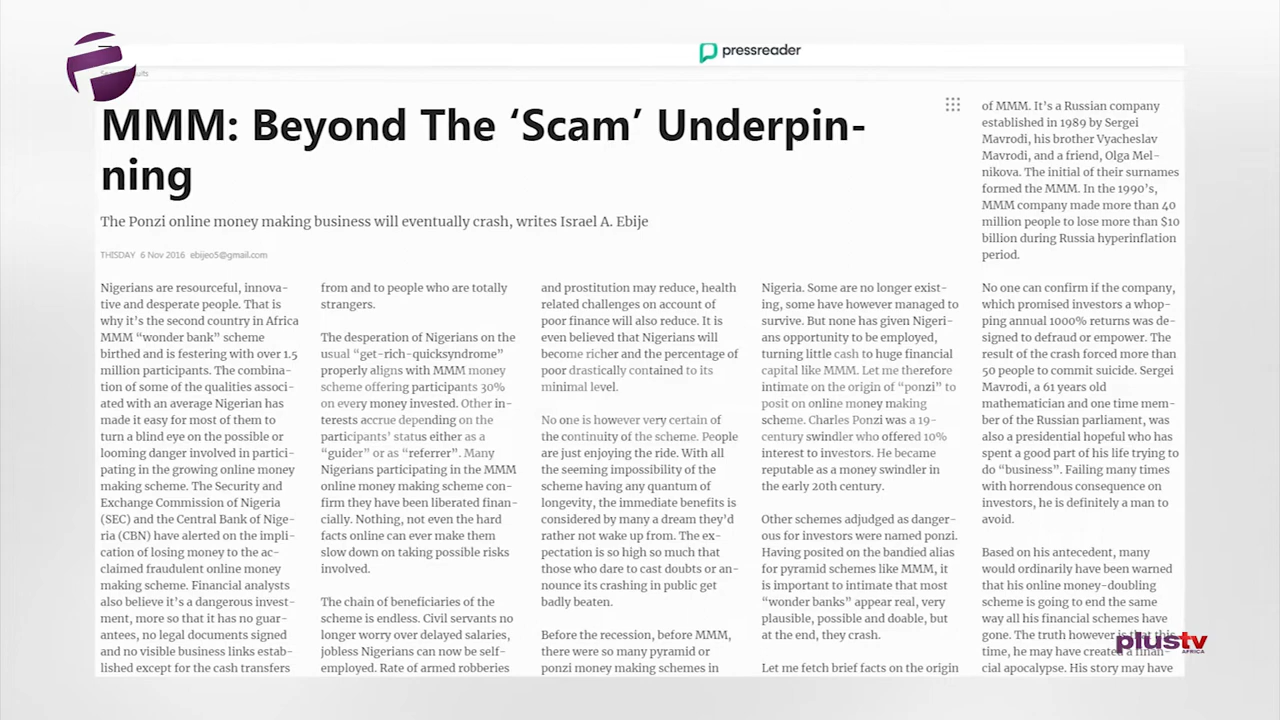 pressreader
MMM: Beyond The ‘Scam’ Underpin-
ning
The Ponzi online money making business will eventually crash, writes Israel A. Ebije
THISDAY 6 Nov 2016 ebijeo5@gmail.com
Nigerians are resourceful, innova-
tive and desperate people. That is
why it’s the second country in Africa
MMM “wonder bank” scheme
birthed and is festering with over 1.5
million participants. The combina-
tion of some of the qualities associ-
ated with an average Nigerian has
made it easy for most of them to
turn a blind eye on the possible or
looming danger involved in partici-
pating in the growing online money
making scheme. The Security and
Exchange Commission of Nigeria
(SEC) and the Central Bank of Nige-
ria (CBN) have alerted on the impli-
cation of losing money to the ac-
claimed fraudulent online money
making scheme. Financial analysts
also believe it’s a dangerous invest-
ment, more so that it has no guar-
antees, no legal documents signed
and no visible business links estab-
lished except for the cash transfers
from and to people who are totally
strangers.
The desperation of Nigerians on the
usual “get-rich-quicksyndrome”
properly aligns with MMM money
scheme offering participants 30%
on every money invested. Other in-
terests accrue depending on the
participants’ status either as a
“guider” or as “referrer”. Many
Nigerians participating in the MMM
online money making scheme con-
firm they have been liberated finan-
cially. Nothing, not even the hard
facts online can ever make them
slow down on taking possible risks
involved.
The chain of beneficiaries of the
scheme is endless. Civil servants no
longer worry over delayed salaries,
jobless Nigerians can now be self-
employed. Rate of armed robberies
and prostitution may reduce, health
related challenges on account of
poor finance will also reduce. It is
even believed that Nigerians will
become richer and the percentage of
poor drastically contained to its
minimal level.
No one is however very certain of
the continuity of the scheme. People
are just enjoying the ride. With all
the seeming impossibility of the
scheme having any quantum of
longevity, the immediate benefits is
considered by many a dream they’d
rather not wake up from. The ex-
pectation is so high so much that
those who dare to cast doubts or an-
nounce its crashing in public get
badly beaten.
Before the recession, before MMM,
there were so many pyramid or
ponzi money making schemes in
Nigeria. Some are no longer exist-
ing, some have however managed to
survive. But none has given Nigeri-
ans opportunity to be employed,
turning little cash to huge financial
capital like MMM. Let me therefore
intimate on the origin of “ponzi” to
posit on online money making
scheme. Charles Ponzi was a 19-
century swindler who offered 10%
interest to investors. He became
reputable as a money swindler in
the early 20th century.
Other schemes adjudged as danger-
ous for investors were named ponzi.
Having posited on the bandied alias
for pyramid schemes like MMM, it
is important to intimate that most
“wonder banks” appear real, very
plausible, possible and doable, but
at the end, they crash.
Let me fetch brief facts on the origin
of MMM. It’s a Russian company
established in 1989 by Sergei
Mavrodi, his brother Vyacheslav
Mavrodi, and a friend, Olga Mel-
nikova. The initial of their surnames
formed the MMM. In the 1990’s,
MMM company made more than 40
million people to lose more than $10
billion during Russia hyperinflation
period.
No one can confirm if the company,
which promised investors a whop-
ping annual 1000% returns was de-
signed to defraud or empower. The
result of the crash forced more than
50 people to commit suicide. Sergei
Mavrodi, a 61 years old
mathematician and one time mem-
ber of the Russian parliament, was
also a presidential hopeful who has
spent a good part of his life trying to
do “business”. Failing many times
with horrendous consequence on
investors, he is definitely a man to
avoid.
Based on his antecedent, many
would ordinarily have been warned
that his online money-doubling
scheme is going to end the same
way all his financial schemes have
gone. The truth however is that this
time, he may have created a finan-
cial apocalypse. His story may have
plustv
AFRICA